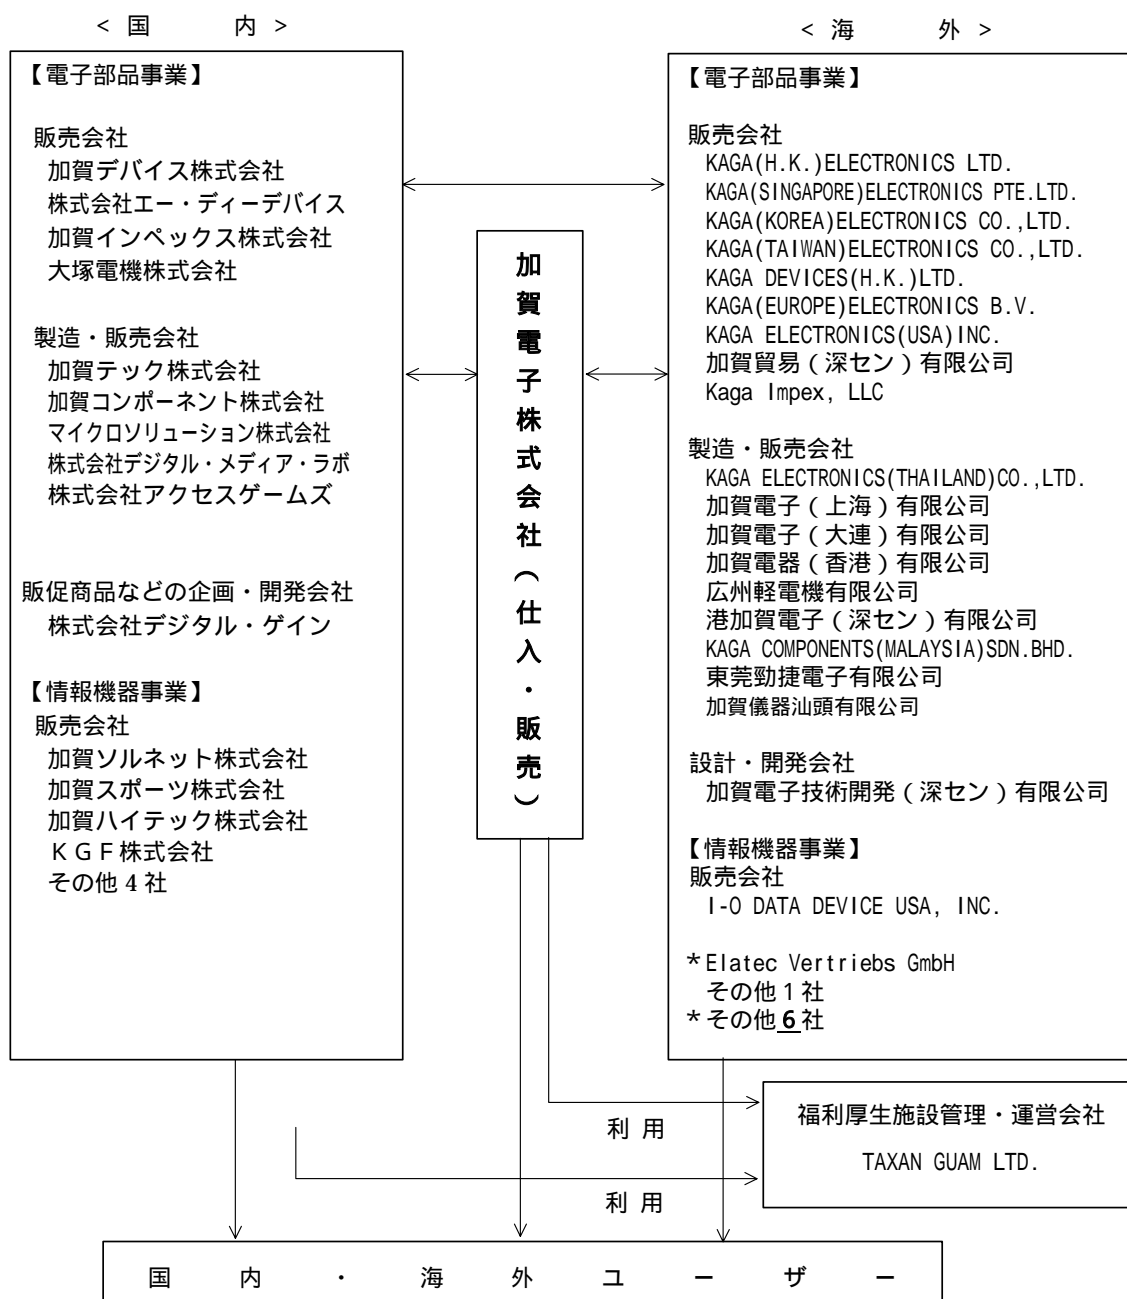 ＜国　　内＞
【電子部品事業】
販売会社
加賀デバイス株式会社
株式会社エー・ディーデバイス
加賀インペックス株式会社
大塚電機株式会社
製造・販売会社
加賀テック株式会社
加賀コンポーネント株式会社
マイクロソリューション株式会社
株式会社デジタル・メディア・ラボ
株式会社アクセスゲームズ
販促商品などの企画・開発会社
株式会社デジタル・ゲイン
【情報機器事業】
販売会社
加賀ソルネット株式会社
加賀スポーツ株式会社
加賀ハイテック株式会社
ＫＧＦ株式会社
その他４社
加賀電子株式会社（仕入・販売）
＜海　　外＞
【電子部品事業】
販売会社
KAGA(H.K.)ELECTRONICS LTD.
KAGA(SINGAPORE)ELECTRONICS PTE.LTD.
KAGA(KOREA)ELECTRONICS CO.,LTD.
KAGA(TAIWAN)ELECTRONICS CO.,LTD.
KAGA DEVICES(H.K.)LTD.
KAGA(EUROPE)ELECTRONICS B.V.
KAGA ELECTRONICS(USA)INC.
加賀貿易（深セン）有限公司
Kaga Impex, LLC
製造・販売会社
KAGA ELECTRONICS(THAILAND)CO.,LTD.
加賀電子（上海）有限公司
加賀電子（大連）有限公司
加賀電器（香港）有限公司
広州軽電機有限公司
港加賀電子（深セン）有限公司
KAGA COMPONENTS(MALAYSIA)SDN.BHD.
東莞勁捷電子有限公司
加賀儀器汕頭有限公司
設計・開発会社
加賀電子技術開発（深セン）有限公司
【情報機器事業】
販売会社
I-O DATA DEVICE USA, INC.
＊Elatec Vertriebs GmbH
その他１社
＊その他6社
利用
福利厚生施設管理・運営会社
TAXAN GUAM LTD.
利用
国内・海外ユーザー